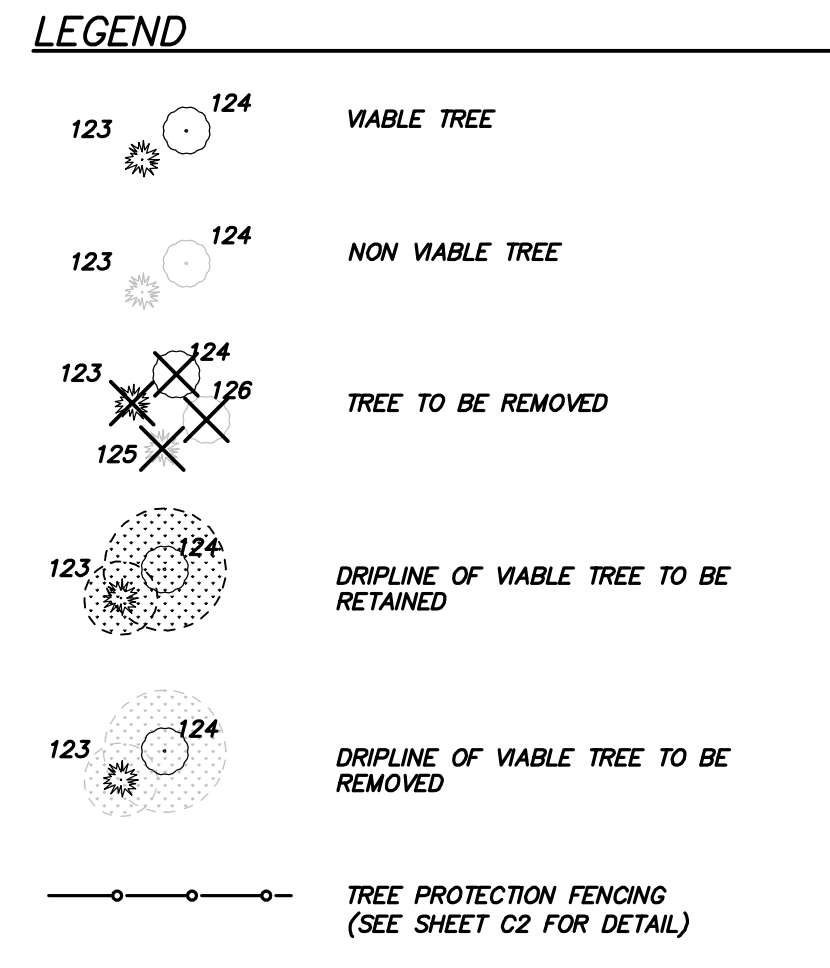 LEGEND
124
123
VIABLE TREE
124
123
NON VIABLE TREE
124
123
126
125
TREE TO BE REMOVED
124
123
DRIPLINE OF VIABLE TREE TO BE
RETAINED
124
123
DRIPLINE OF VIABLE TREE TO BE
REMOVED
TREE PROTECTION FENCING
(SEE SHEET C2 FOR DETAIL)